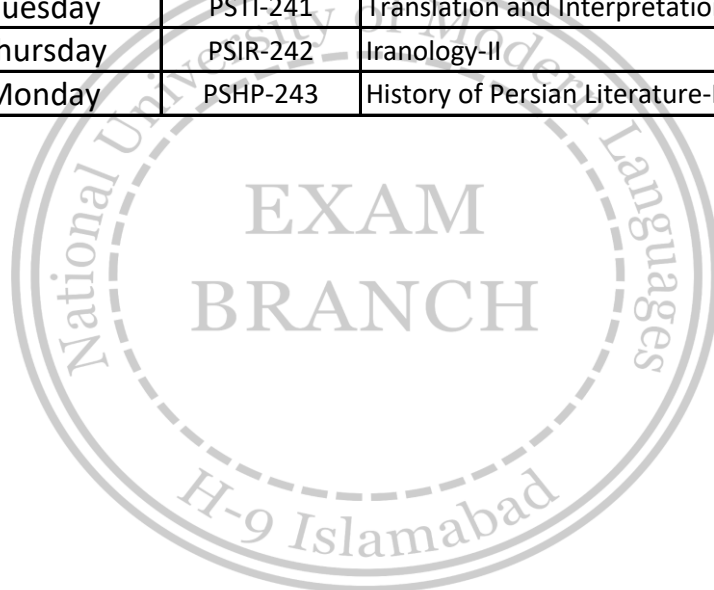 uesday PSTI-241 Translation and Interpretatio
hursday PSIR-242 Iranology-II
Monday PSHP-243 History of Persian Literature-I
National University of Modern Languages
EXAM
BRANCH
H-9 Islamabad